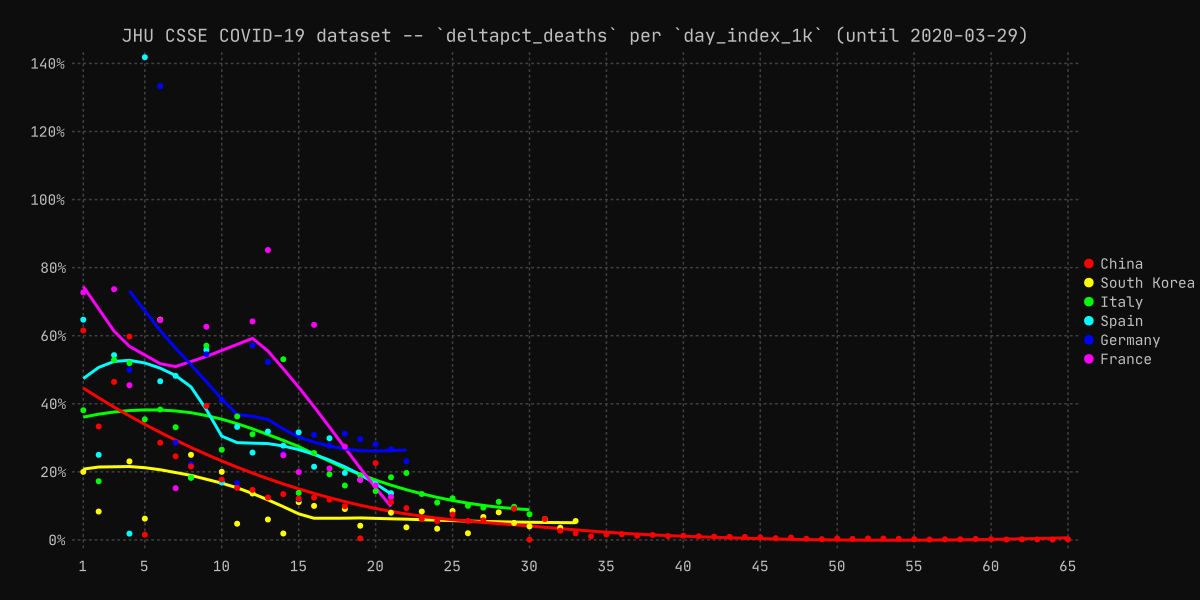 JHU CSSE COVID-19 dataset -- `deltapct_deaths` per `day_index_1k` (until 2020-03-29)
140%
120%
100%
80%
60%
40%
20%
0%
1 5 10 15 20 25 30 35 40 45 50 55 60 65
China
South Korea
Italy
Spain
Germany
France